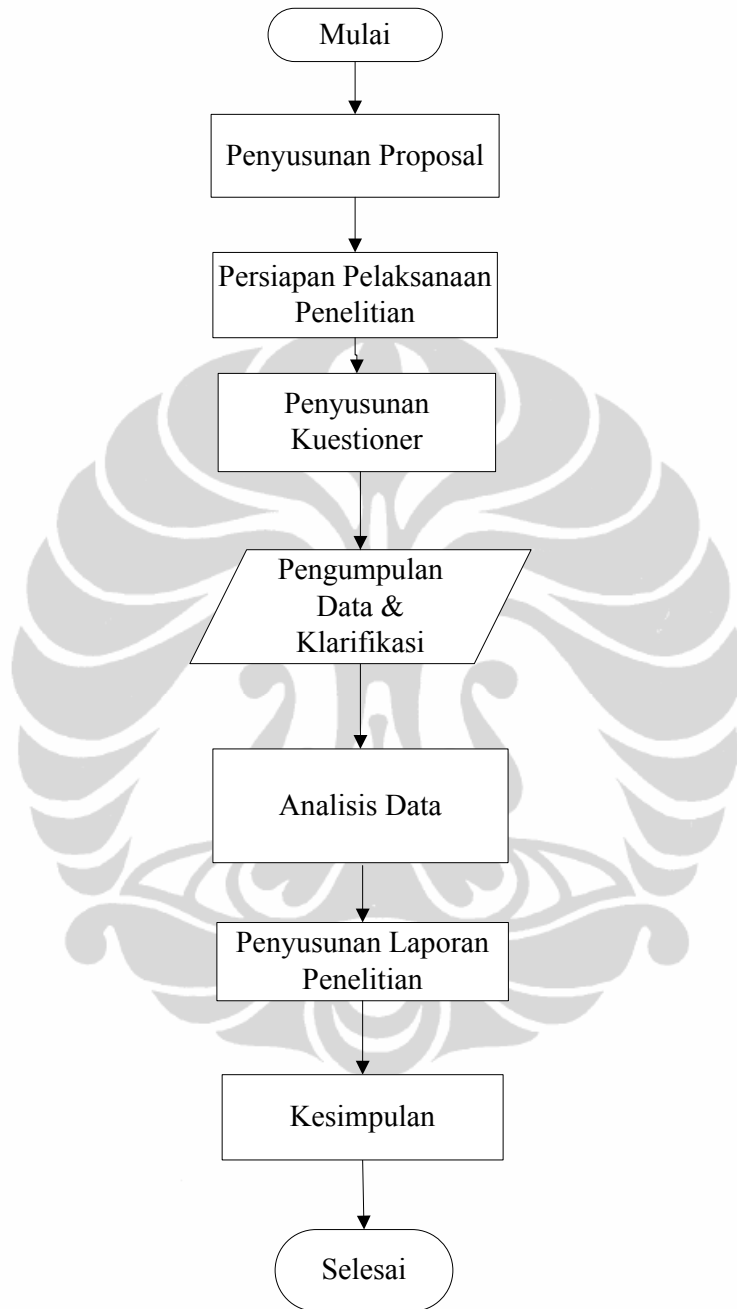 Mulai
Penyusunan Proposal
Persiapan Pelaksanaan
Penelitian
Penyusunan
Kuestioner
Pengumpulan
Data &
Klarifikasi
Analisis Data
Penyusunan Laporan
Penelitian
Kesimpulan
Selesai